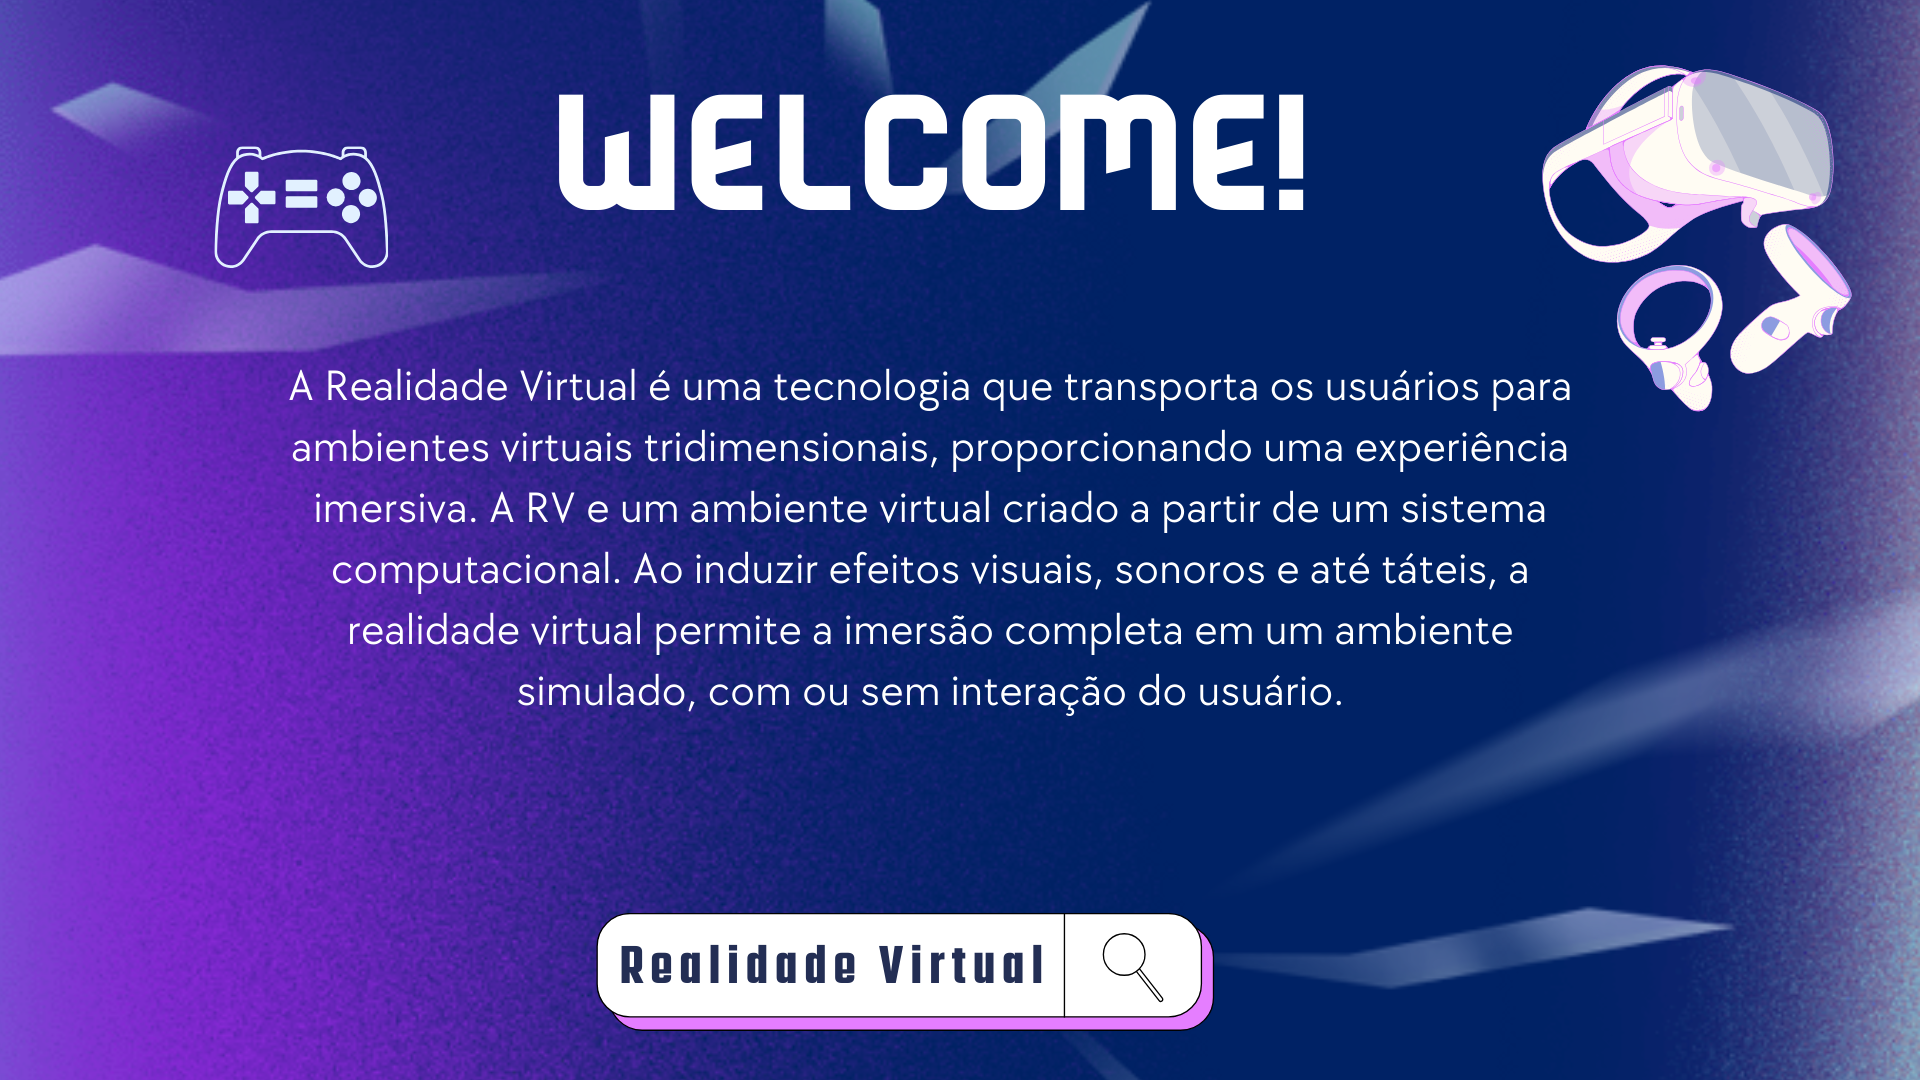 WELCOME!
A Realidade Virtual é uma tecnologia que transporta os usuários para
ambientes virtuais tridimensionais, proporcionando uma experiência
imersiva. A RV e um ambiente virtual criado a partir de um sistema
computacional. Ao induzir efeitos visuais, sonoros e até táteis, a
realidade virtual permite a imersão completa em um ambiente
simulado, com ou sem interação do usuário.
Realidade Virtual